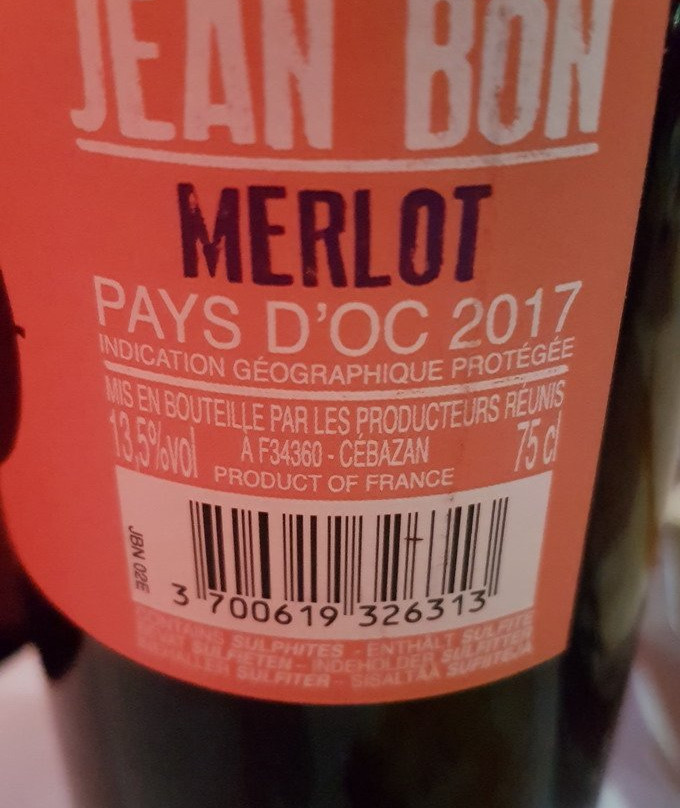 JEAN BON
MERLOT
PAYS D'OC 2017
INDICATION GÉOGRAPHIQUE PROTÉGÉE
MIS EN BOUTEILLE PAR LES PRODUCTEURS RÉUNIS
13,5%vol À F34360 - CÉBAZAN 75 cl
PRODUCT OF FRANCE
JBN 02E
3 700619 326313
CONTAINS SULPHITES - ENTHÄLT SULFITE
BEVAT SULFIETEN - INDEHOLDER SULFITTER
SULFITER - SISÄLTÄÄ